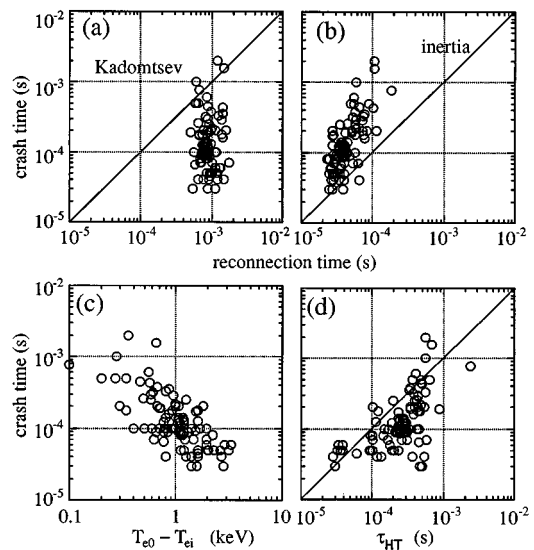 10⁻² (a) (b)
Kadomtsev inertia
10⁻³
10⁻⁴
10⁻⁵
crash time (s)
10⁻⁵ 10⁻⁴ 10⁻³ 10⁻² 10⁻⁵ 10⁻⁴ 10⁻³ 10⁻²
reconnection time (s)
10⁻² (c) (d)
10⁻³
10⁻⁴
10⁻⁵
crash time (s)
0.1 1 10 10⁻⁵ 10⁻⁴ 10⁻³ 10⁻²
T_e0 − T_ei (keV) τ_HT (s)